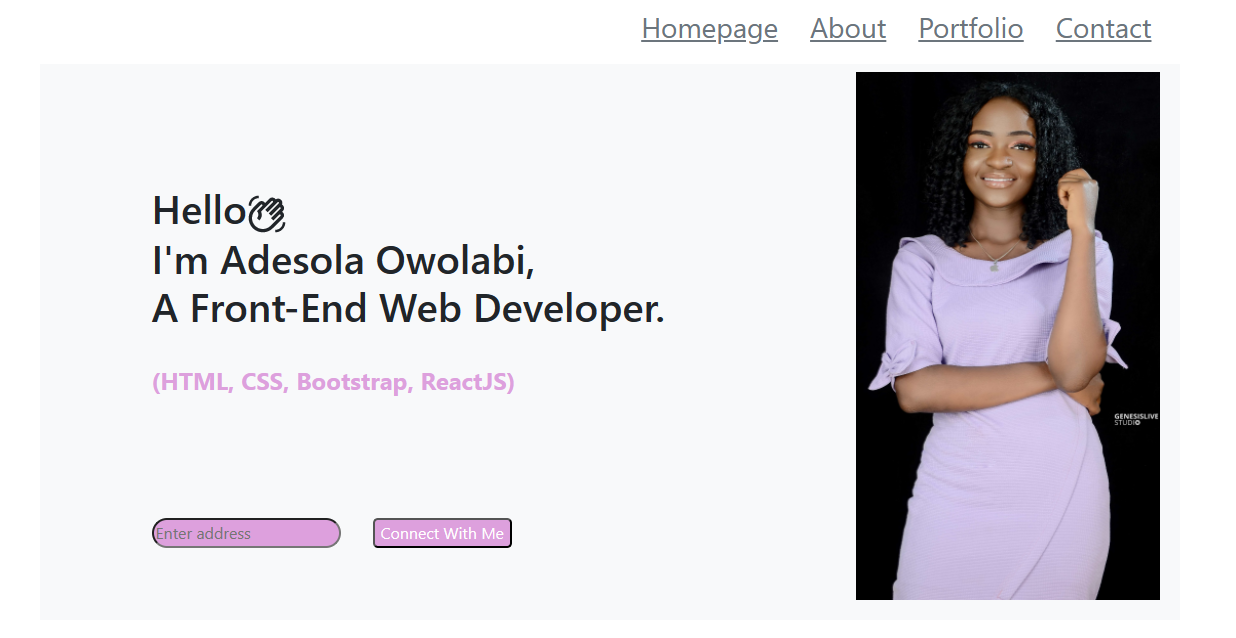 Homepage About Portfolio Contact
Hello
I'm Adesola Owolabi,
A Front-End Web Developer.
(HTML, CSS, Bootstrap, ReactJS)
GENESISLIVE
STUDIO
Enter address Connect With Me